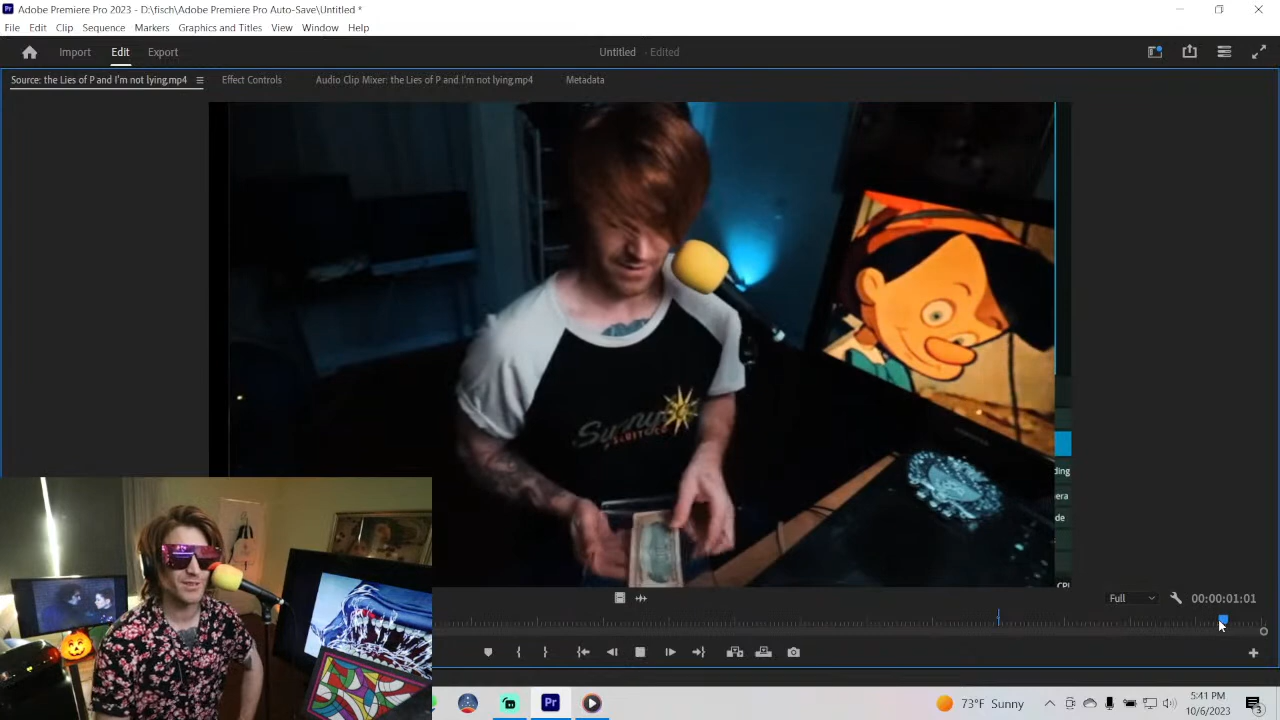 Adobe Premiere Pro 2023 - D:\fisch\Adobe Premiere Pro Auto-Save\Untitled *
File Edit Clip Sequence Markers Graphics and Titles View Window Help
Import Edit Export Untitled - Edited
Source: the Lies of P and I'm not lying.mp4 Effect Controls Audio Clip Mixer: the Lies of P and I'm not lying.mp4 Metadata
Full 00:00:01:01
Pr
73°F Sunny
5:41 PM
10/6/2023
3